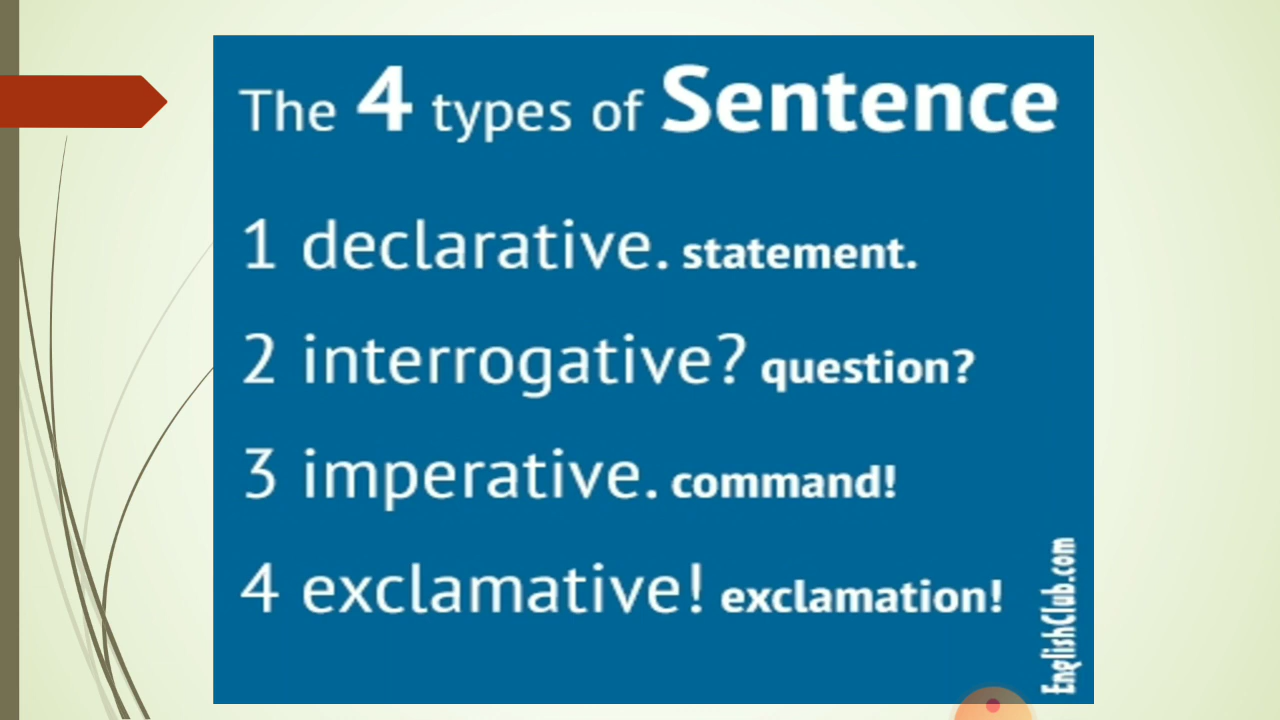 The 4 types of Sentence
1 declarative. statement.
2 interrogative? question?
3 imperative. command!
4 exclamative! exclamation!
EnglishClub.com